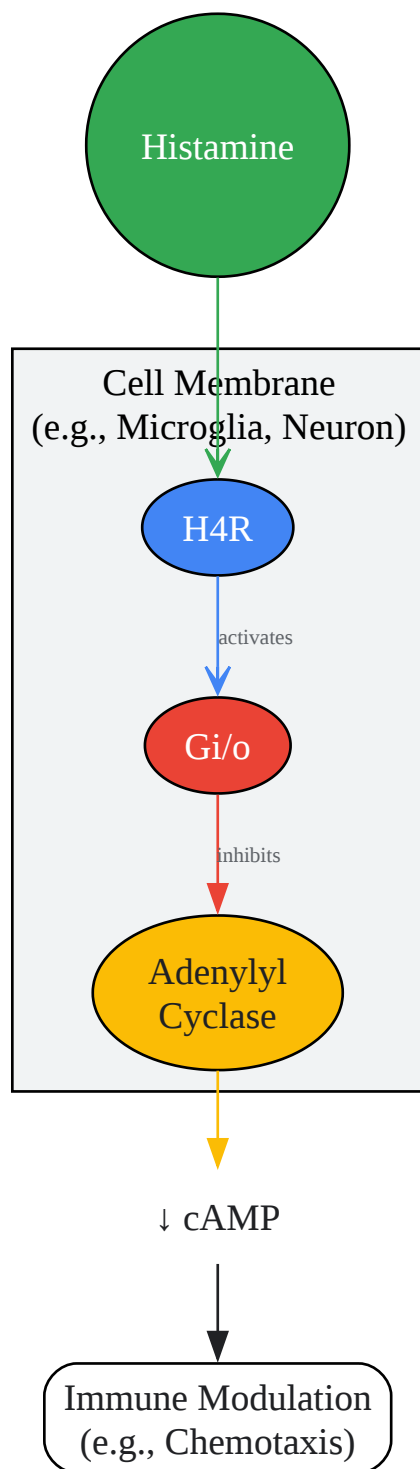 Histamine
Cell Membrane
(e.g., Microglia, Neuron)
H4R
activates
Gi/o
inhibits
Adenylyl
Cyclase
↓ cAMP
Immune Modulation
(e.g., Chemotaxis)